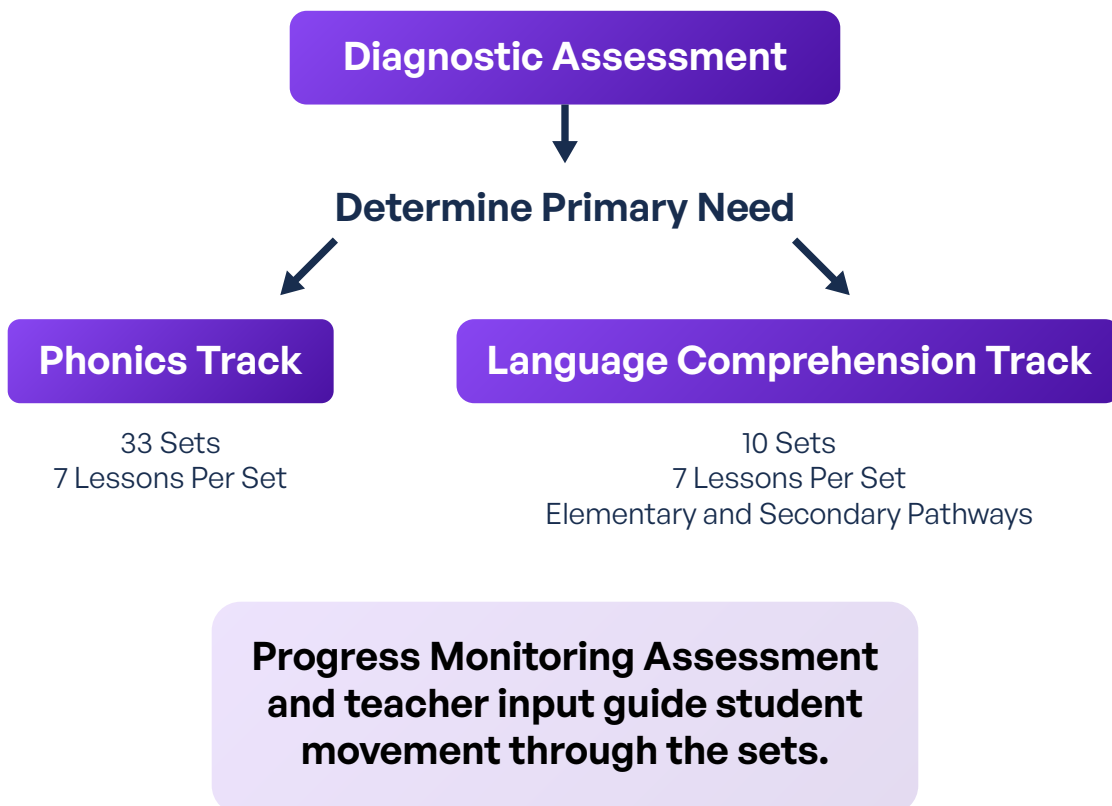 Diagnostic Assessment
Determine Primary Need
Phonics Track
33 Sets
7 Lessons Per Set
Language Comprehension Track
10 Sets
7 Lessons Per Set
Elementary and Secondary Pathways
Progress Monitoring Assessment
and teacher input guide student
movement through the sets.